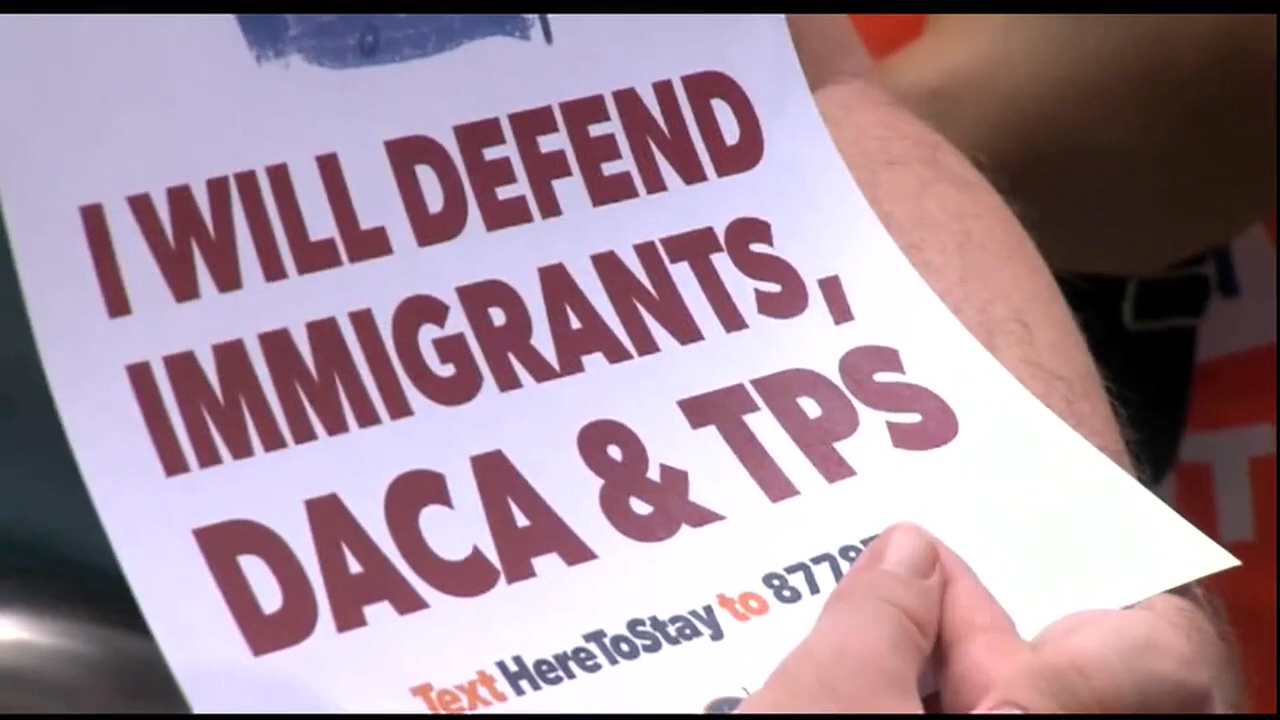 I WILL DEFEND
IMMIGRANTS,
DACA & TPS
Text HereToStay to